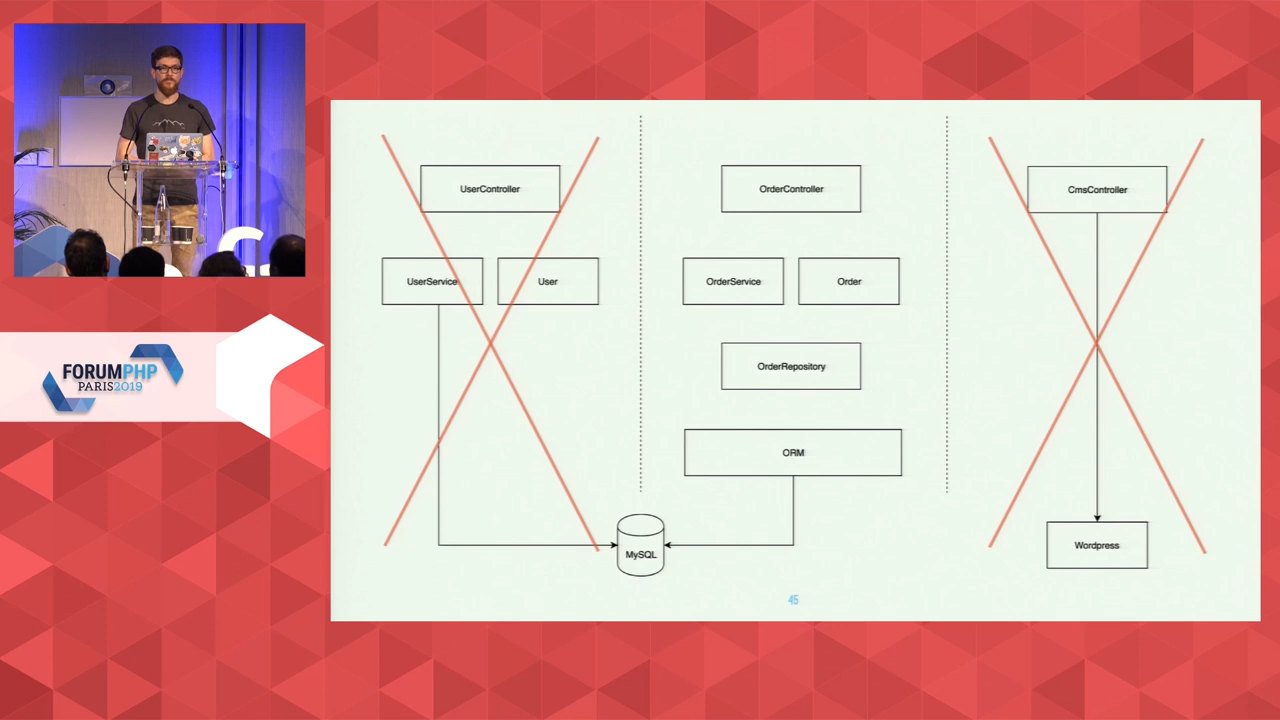 FORUMPHP
PARIS2019
UserController
UserService
User
OrderController
OrderService
Order
OrderRepository
ORM
MySQL
CmsController
Wordpress
45